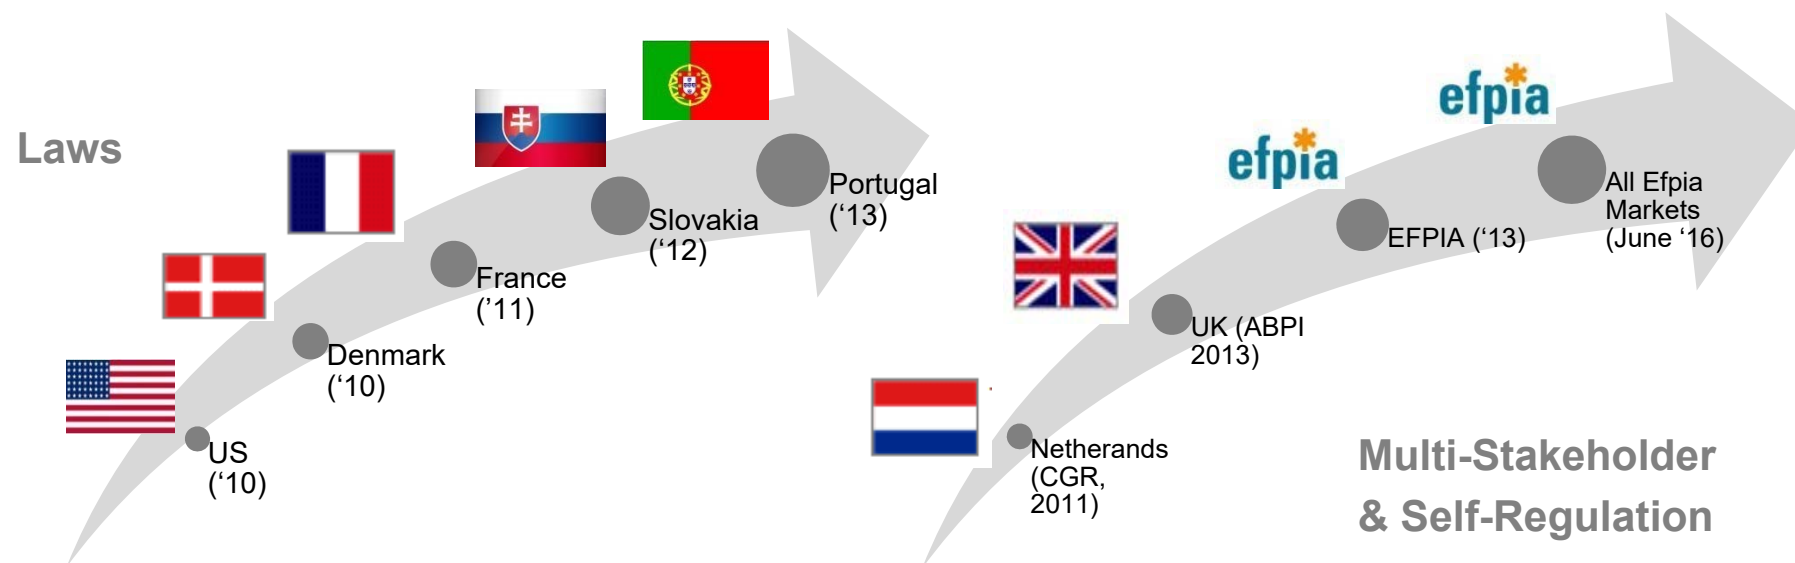 Laws
US
(‘10)
Denmark
(‘10)
France
(’11)
Slovakia
(‘12)
Portugal
(‘13)
Netherands
(CGR,
2011)
UK (ABPI
2013)
efpia
EFPIA (‘13)
efpia
All Efpia
Markets
(June ‘16)
Multi-Stakeholder
& Self-Regulation